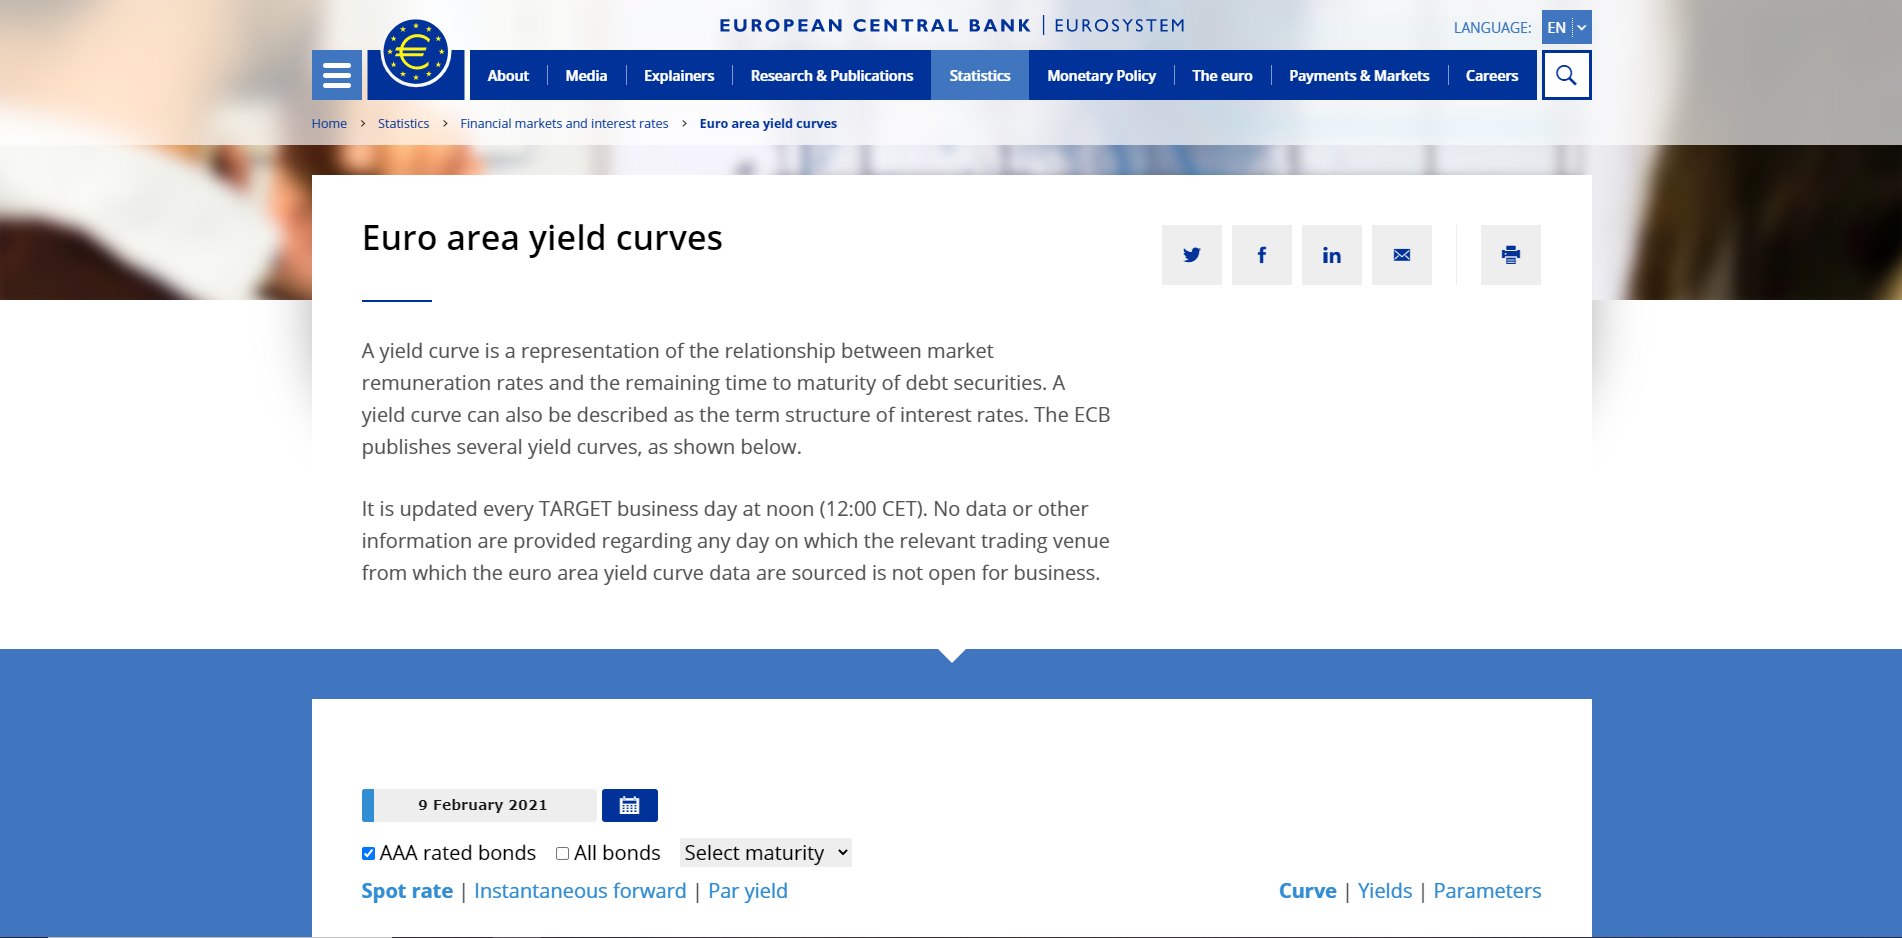 EUROPEAN CENTRAL BANK | EUROSYSTEM
LANGUAGE: EN
About Media Explainers Research & Publications Statistics Monetary Policy The euro Payments & Markets Careers
Home > Statistics > Financial markets and interest rates > Euro area yield curves
Euro area yield curves
A yield curve is a representation of the relationship between market
remuneration rates and the remaining time to maturity of debt securities. A
yield curve can also be described as the term structure of interest rates. The ECB
publishes several yield curves, as shown below.
It is updated every TARGET business day at noon (12:00 CET). No data or other
information are provided regarding any day on which the relevant trading venue
from which the euro area yield curve data are sourced is not open for business.
9 February 2021
AAA rated bonds All bonds Select maturity
Spot rate | Instantaneous forward | Par yield Curve | Yields | Parameters